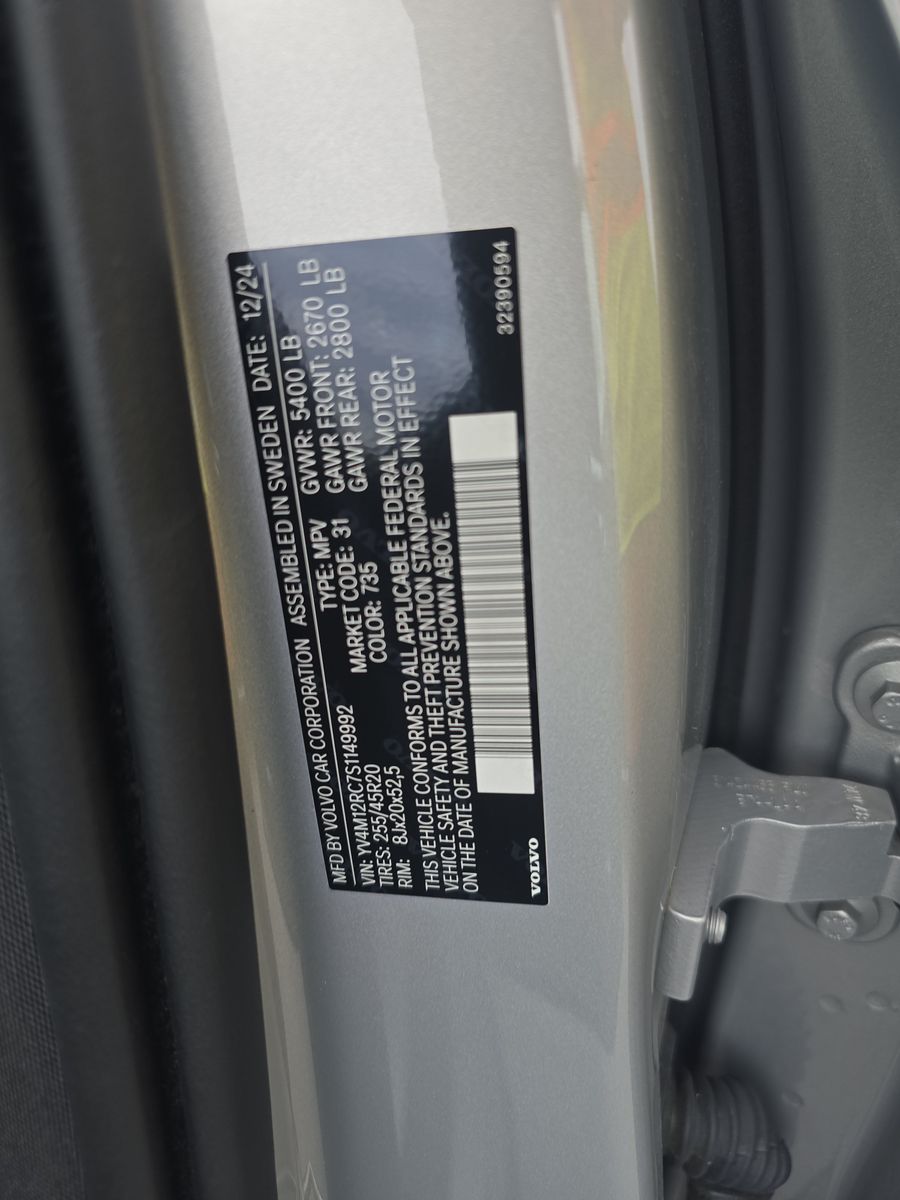 MFD BY VOLVO CAR CORPORATION ASSEMBLED IN SWEDEN DATE: 12/24
VIN: YV4M12RC7S1149992 TYPE: MPV GVWR: 5400 LB
TIRES: 255/45R20 MARKET CODE: 31 GAWR FRONT: 2670 LB
RIM: 8Jx20x52,5 COLOR: 735 GAWR REAR: 2800 LB
THIS VEHICLE CONFORMS TO ALL APPLICABLE FEDERAL MOTOR
VEHICLE SAFETY AND THEFT PREVENTION STANDARDS IN EFFECT
ON THE DATE OF MANUFACTURE SHOWN ABOVE.
VOLVO 32390594